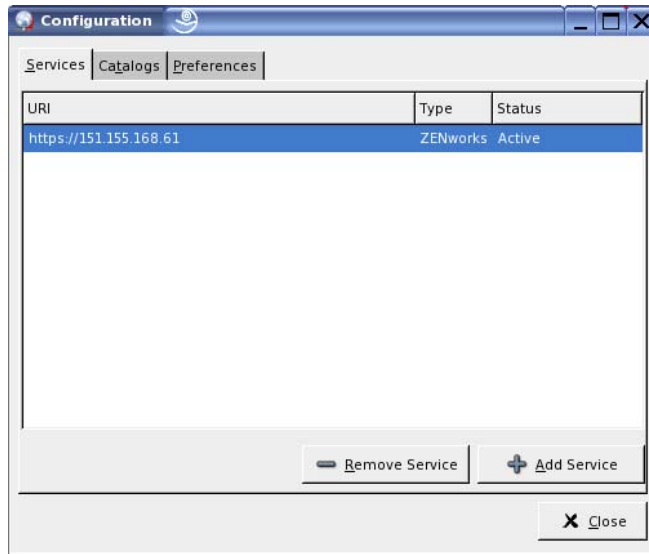 Configuration
Services Catalogs Preferences
URI Type Status
https://151.155.168.61 ZENworks Active
Remove Service Add Service
Close